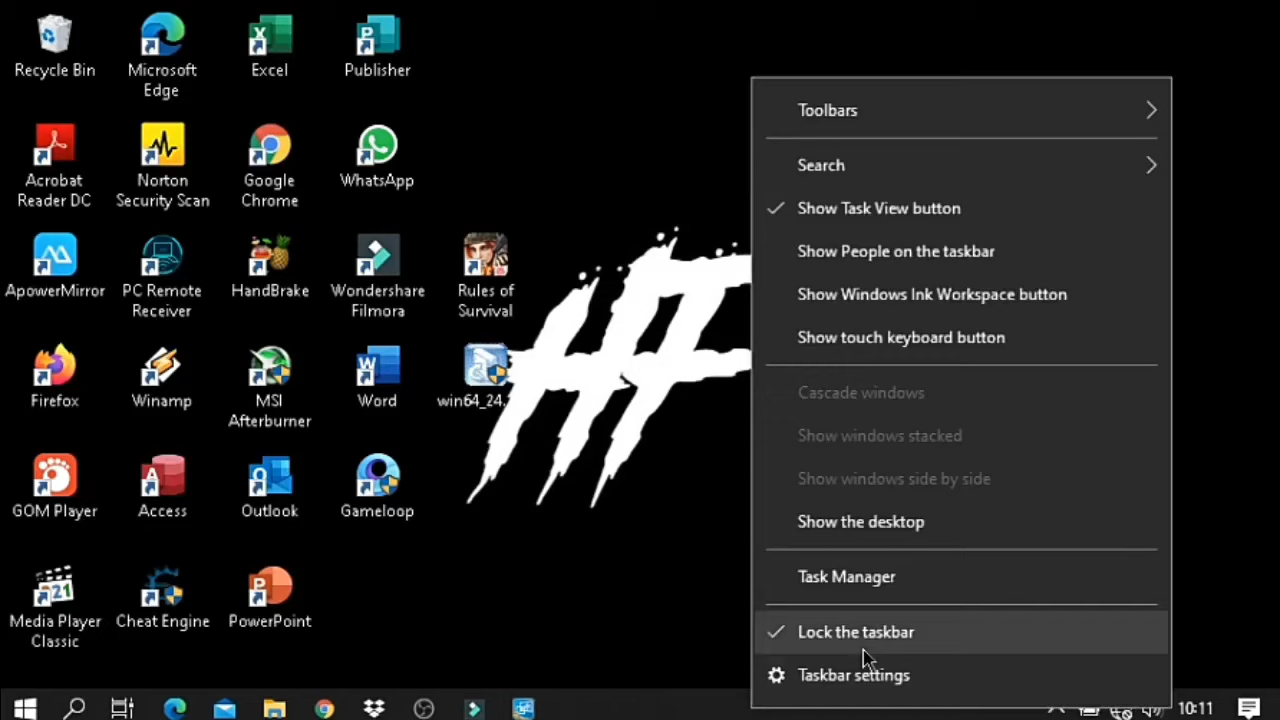 Recycle Bin
Microsoft
Edge
Excel
Publisher
Acrobat
Reader DC
Norton
Security Scan
Google
Chrome
WhatsApp
ApowerMirror
PC Remote
Receiver
HandBrake
Wondershare
Filmora
Rules of
Survival
Firefox
Winamp
MSI
Afterburner
Word
win64_24.
GOM Player
Access
Outlook
Gameloop
Media Player
Classic
Cheat Engine
PowerPoint
Toolbars
Search
Show Task View button
Show People on the taskbar
Show Windows Ink Workspace button
Show touch keyboard button
Cascade windows
Show windows stacked
Show windows side by side
Show the desktop
Task Manager
Lock the taskbar
Taskbar settings
10:11